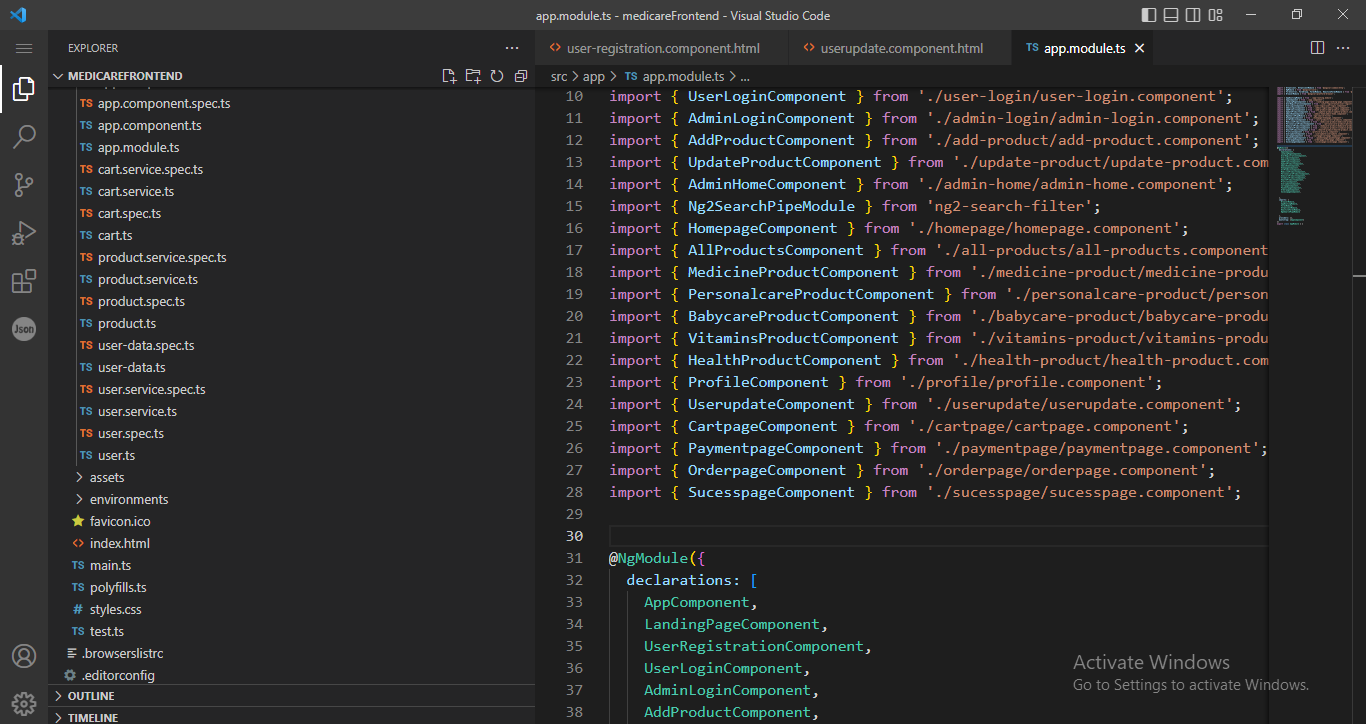 app.module.ts - medicareFrontend - Visual Studio Code
EXPLORER
MEDICAREFRONTEND
TS app.component.spec.ts
TS app.component.ts
TS app.module.ts
TS cart.service.spec.ts
TS cart.service.ts
TS cart.spec.ts
TS cart.ts
TS product.service.spec.ts
TS product.service.ts
TS product.spec.ts
TS product.ts
TS user-data.spec.ts
TS user-data.ts
TS user.service.spec.ts
TS user.service.ts
TS user.spec.ts
TS user.ts
assets
environments
favicon.ico
<> index.html
TS main.ts
TS polyfills.ts
# styles.css
TS test.ts
.browserslistrc
.editorconfig
OUTLINE
TIMELINE
Json
<> user-registration.component.html
<> userupdate.component.html
TS app.module.ts
src > app > TS app.module.ts > ...
10 import { UserLoginComponent } from './user-login/user-login.component';
11 import { AdminLoginComponent } from './admin-login/admin-login.component';
12 import { AddProductComponent } from './add-product/add-product.component';
13 import { UpdateProductComponent } from './update-product/update-product.com
14 import { AdminHomeComponent } from './admin-home/admin-home.component';
15 import { Ng2SearchPipeModule } from 'ng2-search-filter';
16 import { HomepageComponent } from './homepage/homepage.component';
17 import { AllProductsComponent } from './all-products/all-products.component
18 import { MedicineProductComponent } from './medicine-product/medicine-produ
19 import { PersonalcareProductComponent } from './personalcare-product/person
20 import { BabycareProductComponent } from './babycare-product/babycare-produ
21 import { VitaminsProductComponent } from './vitamins-product/vitamins-produ
22 import { HealthProductComponent } from './health-product/health-product.com
23 import { ProfileComponent } from './profile/profile.component';
24 import { UserupdateComponent } from './userupdate/userupdate.component';
25 import { CartpageComponent } from './cartpage/cartpage.component';
26 import { PaymentpageComponent } from './paymentpage/paymentpage.component';
27 import { OrderpageComponent } from './orderpage/orderpage.component';
28 import { SucesspageComponent } from './sucesspage/sucesspage.component';
29
30
31 @NgModule({
32 declarations: [
33 AppComponent,
34 LandingPageComponent,
35 UserRegistrationComponent,
36 UserLoginComponent,
37 AdminLoginComponent,
38 AddProductComponent,
Activate Windows
Go to Settings to activate Windows.